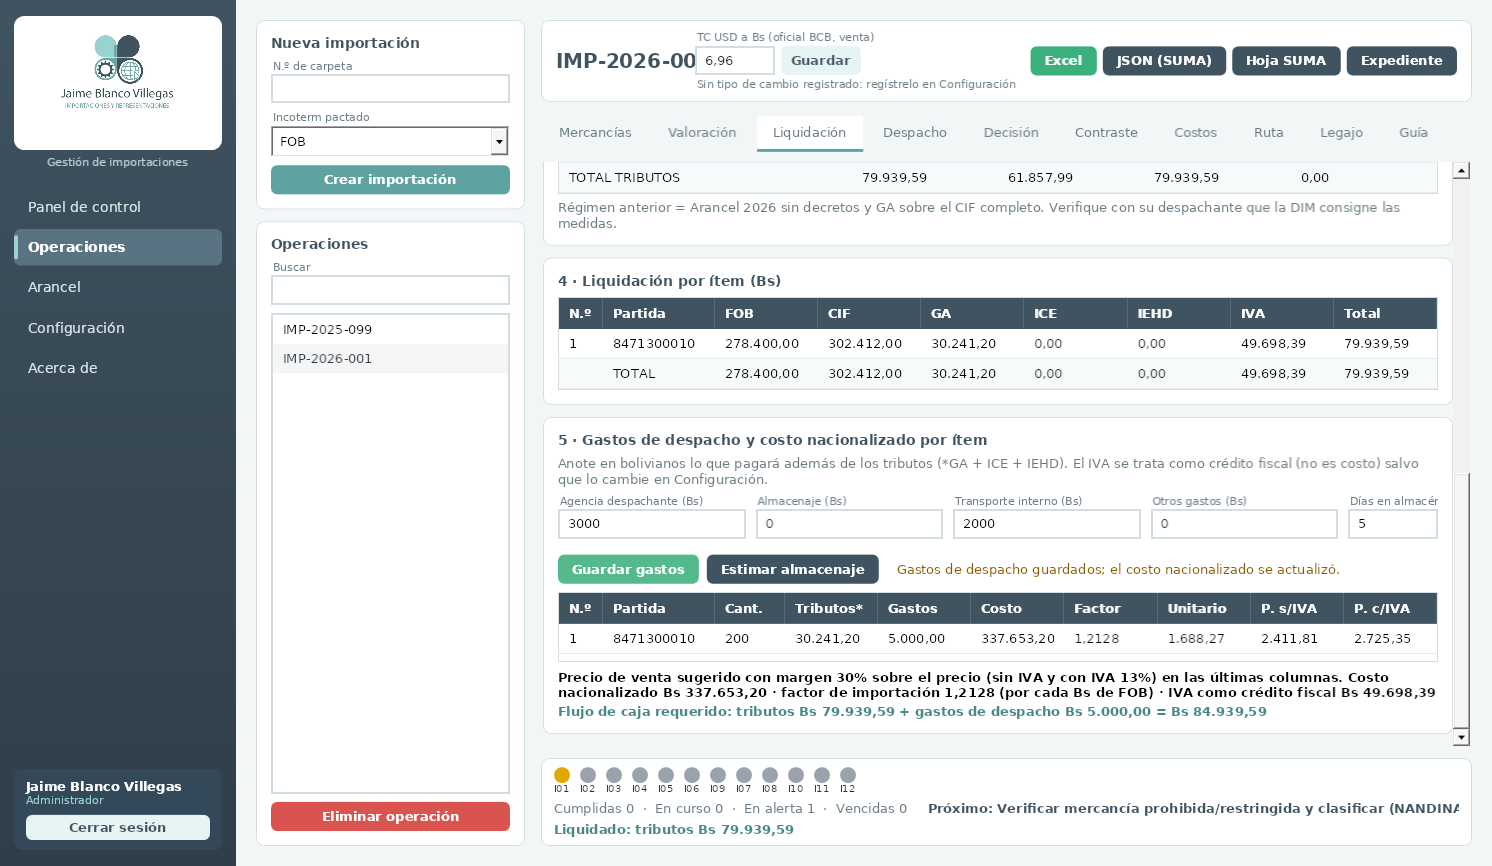 Jaime Blanco Villegas
IMPORTACIONES Y REPRESENTACIONES
Gestión de importaciones
Panel de control
Operaciones
Arancel
Configuración
Acerca de
Jaime Blanco Villegas
Administrador
Cerrar sesión
Nueva importación
N.º de carpeta
Incoterm pactado
FOB
Crear importación
Operaciones
Buscar
IMP-2025-099
IMP-2026-001
Eliminar operación
IMP-2026-00
TC USD a Bs (oficial BCB, venta)
6,96 Guardar
Sin tipo de cambio registrado: regístrelo en Configuración
Excel JSON (SUMA) Hoja SUMA Expediente
Mercancías Valoración Liquidación Despacho Decisión Contraste Costos Ruta Legajo Guía
TOTAL TRIBUTOS 79.939,59 61.857,99 79.939,59 0,00
Régimen anterior = Arancel 2026 sin decretos y GA sobre el CIF completo. Verifique con su despachante que la DIM consigne las
medidas.
4 · Liquidación por ítem (Bs)
N.º Partida FOB CIF GA ICE IEHD IVA Total
1 8471300010 278.400,00 302.412,00 30.241,20 0,00 0,00 49.698,39 79.939,59
TOTAL 278.400,00 302.412,00 30.241,20 0,00 0,00 49.698,39 79.939,59
5 · Gastos de despacho y costo nacionalizado por ítem
Anote en bolivianos lo que pagará además de los tributos (*GA + ICE + IEHD). El IVA se trata como crédito fiscal (no es costo) salvo
que lo cambie en Configuración.
Agencia despachante (Bs) Almacenaje (Bs) Transporte interno (Bs) Otros gastos (Bs) Días en almacén
3000 0 2000 0 5
Guardar gastos Estimar almacenaje Gastos de despacho guardados; el costo nacionalizado se actualizó.
N.º Partida Cant. Tributos* Gastos Costo Factor Unitario P. s/IVA P. c/IVA
1 8471300010 200 30.241,20 5.000,00 337.653,20 1,2128 1.688,27 2.411,81 2.725,35
Precio de venta sugerido con margen 30% sobre el precio (sin IVA y con IVA 13%) en las últimas columnas. Costo
nacionalizado Bs 337.653,20 · factor de importación 1,2128 (por cada Bs de FOB) · IVA como crédito fiscal Bs 49.698,39
Flujo de caja requerido: tributos Bs 79.939,59 + gastos de despacho Bs 5.000,00 = Bs 84.939,59
I01 I02 I03 I04 I05 I06 I09 I07 I08 I10 I11 I12
Cumplidas 0 · En curso 0 · En alerta 1 · Vencidas 0 Próximo: Verificar mercancía prohibida/restringida y clasificar (NANDINA
Liquidado: tributos Bs 79.939,59